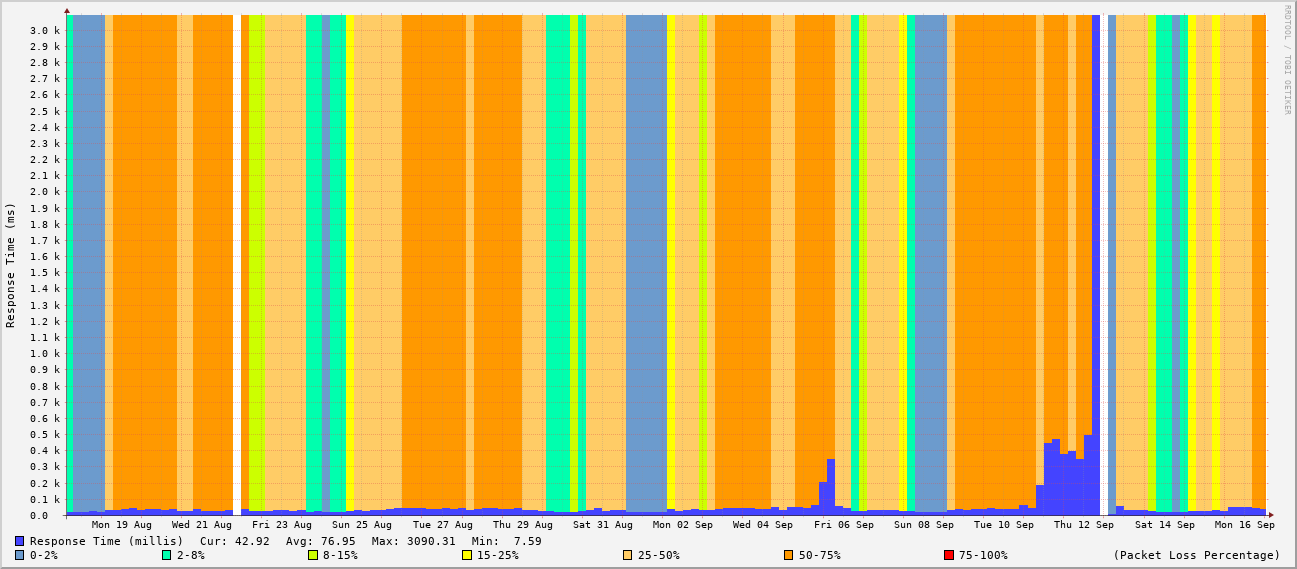 RRDTOOL / TOBI OETIKER
Response Time (ms)
3.0 k
2.9 k
2.8 k
2.7 k
2.6 k
2.5 k
2.4 k
2.3 k
2.2 k
2.1 k
2.0 k
1.9 k
1.8 k
1.7 k
1.6 k
1.5 k
1.4 k
1.3 k
1.2 k
1.1 k
1.0 k
0.9 k
0.8 k
0.7 k
0.6 k
0.5 k
0.4 k
0.3 k
0.2 k
0.1 k
0.0
Mon 19 Aug Wed 21 Aug Fri 23 Aug Sun 25 Aug Tue 27 Aug Thu 29 Aug Sat 31 Aug Mon 02 Sep Wed 04 Sep Fri 06 Sep Sun 08 Sep Tue 10 Sep Thu 12 Sep Sat 14 Sep Mon 16 Sep
Response Time (millis) Cur: 42.92 Avg: 76.95 Max: 3090.31 Min: 7.59
0-2% 2-8% 8-15% 15-25% 25-50% 50-75% 75-100% (Packet Loss Percentage)